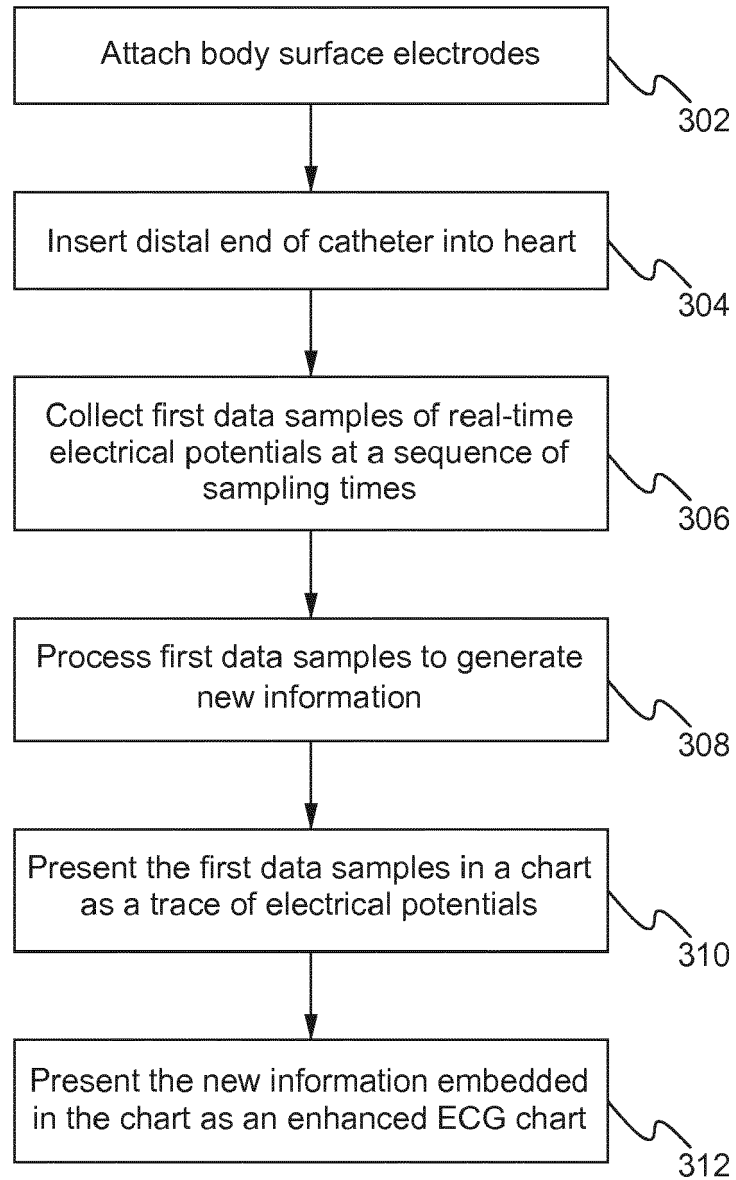 Attach body surface electrodes
302
Insert distal end of catheter into heart
304
Collect first data samples of real-time
electrical potentials at a sequence of
sampling times
306
Process first data samples to generate
new information
308
Present the first data samples in a chart
as a trace of electrical potentials
310
Present the new information embedded
in the chart as an enhanced ECG chart
312